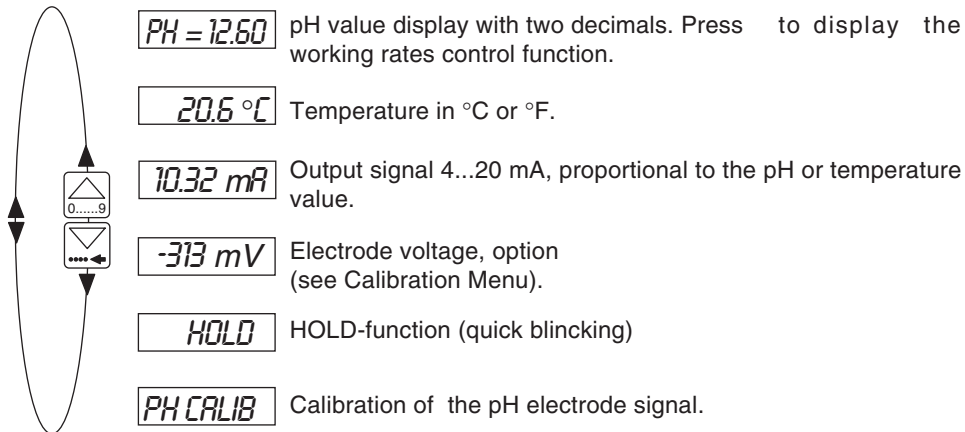 PH = 12.60
pH value display with two decimals. Press to display the
working rates control function.
20.6 °C
Temperature in °C or °F.
10.32 mA
Output signal 4...20 mA, proportional to the pH or temperature
value.
0......9
-313 mV
Electrode voltage, option
(see Calibration Menu).
HOLD
HOLD-function (quick blincking)
PH CALIB
Calibration of the pH electrode signal.